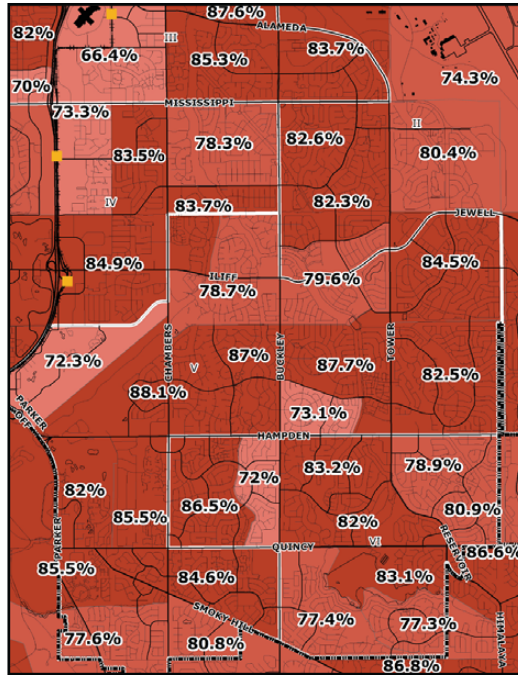 87.6%
82%
ALAMEDA
III
83.7%
66.4%
85.3%
74.3%
70%
73.3%
MISSISSIPPI
II
78.3%
82.6%
83.5%
80.4%
IV
83.7%
82.3%
JEWELL
84.9%
84.5%
ILIFF
79.6%
78.7%
CHAMBERS
BUCKLEY
TOWER
72.3%
87%
87.7%
V
82.5%
88.1%
73.1%
PARKER
OFF
HAMPDEN
72%
83.2%
78.9%
82%
86.5%
80.9%
85.5%
82%
PARKER
RESERVOIR
VI
QUINCY
86.6%
85.5%
84.6%
83.1%
SMOKY HILL
77.4%
77.3%
HIMALAYA
77.6%
80.8%
86.8%